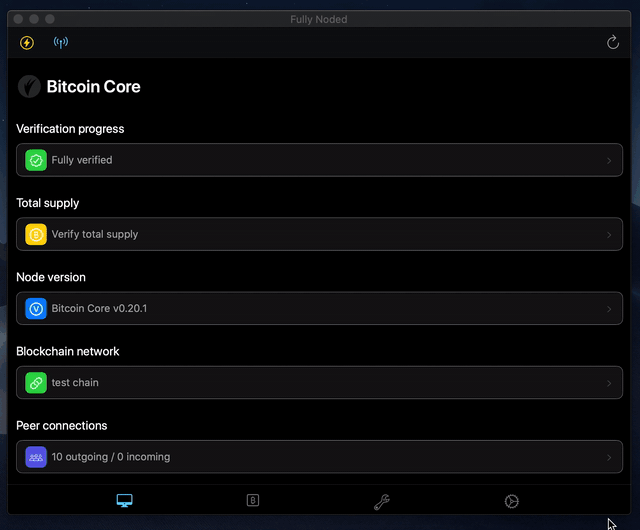 Fully Noded
Bitcoin Core
Verification progress
Fully verified
Total supply
Verify total supply
Node version
Bitcoin Core v0.20.1
Blockchain network
test chain
Peer connections
10 outgoing / 0 incoming